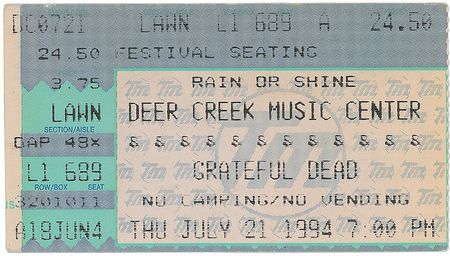 DC0721 LAWN L1 689 A 24.50
24.50 FESTIVAL SEATING
3.75 RAIN OR SHINE
LAWN DEER CREEK MUSIC CENTER
SECTION/AISLE
CAP 48X & & & & & & & & & & & & &
L1 689 GRATEFUL DEAD
ROW/BOX SEAT
3201011 NO CAMPING/NO VENDING
A18JUN4 THU JULY 21 1994 7:00 PM